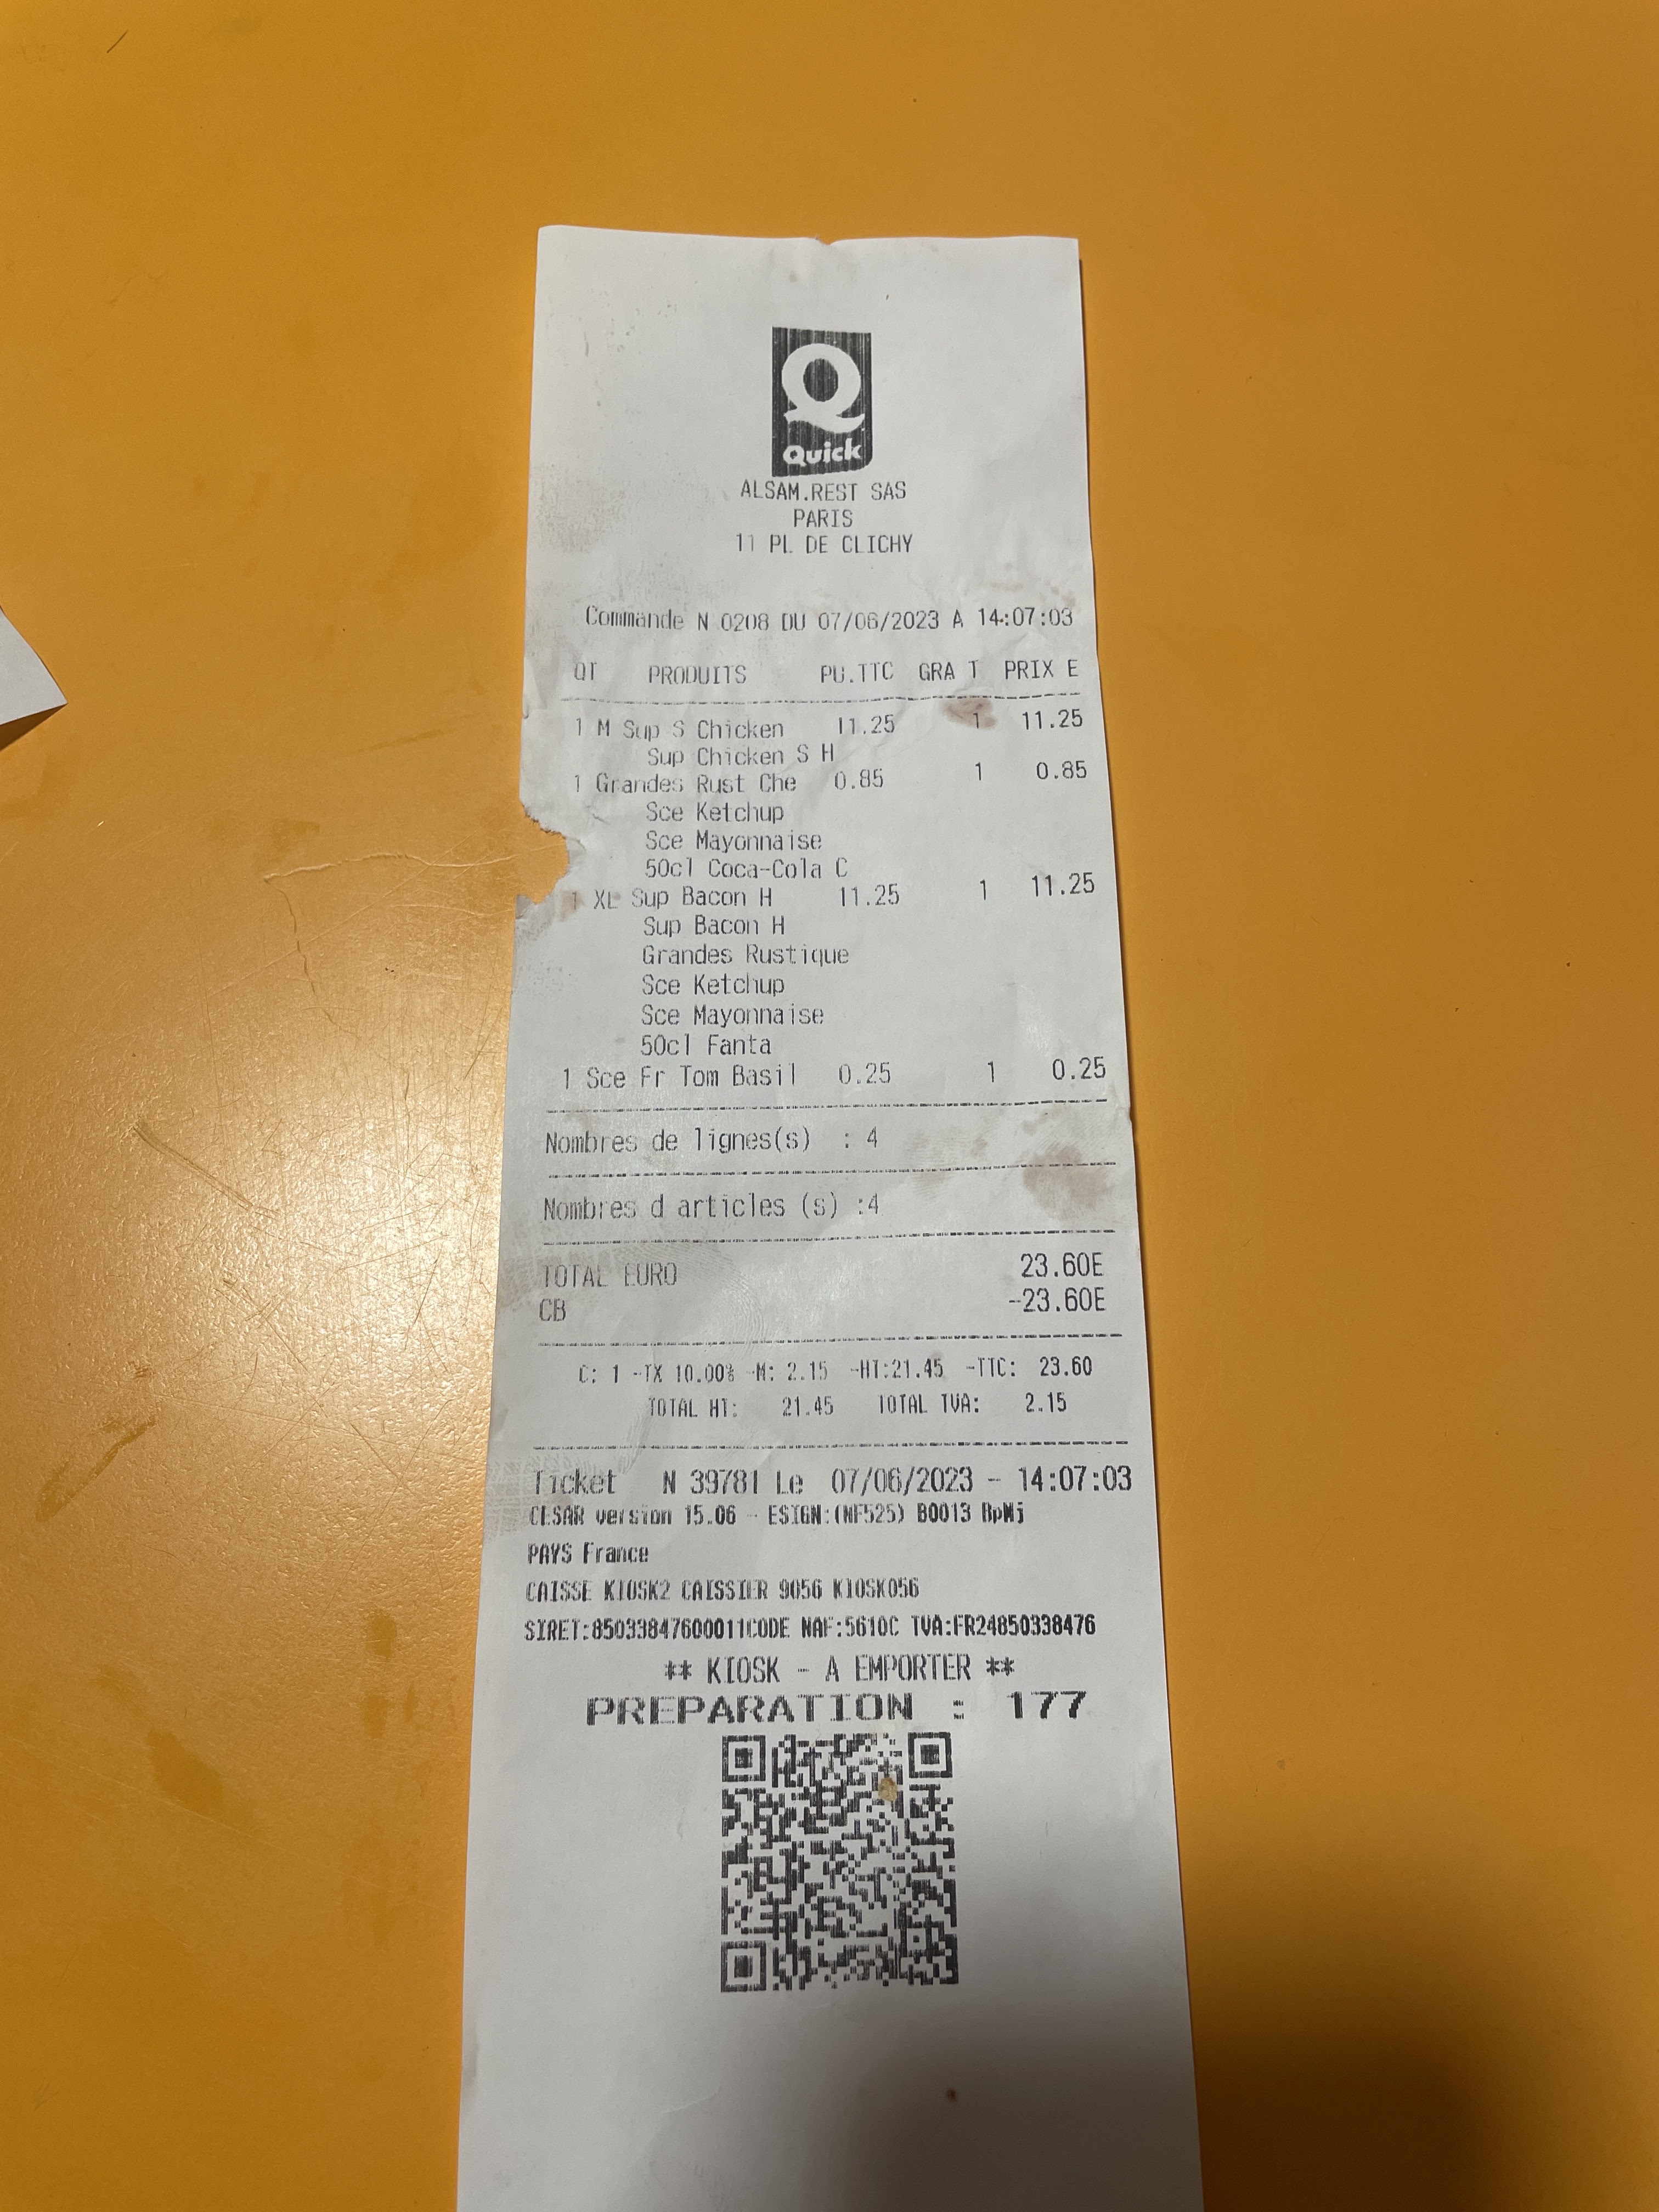 Q
Quick
ALSAM.REST SAS
PARIS
11 PL DE CLICHY
Commande N 0208 DU 07/06/2023 A 14:07:03
QT PRODUITS PU.TTC GRA T PRIX E
1 M Sup S Chicken 11.25 1 11.25
Sup Chicken S H
1 Grandes Rust Che 0.85 1 0.85
Sce Ketchup
Sce Mayonnaise
50cl Coca-Cola C
1 XL Sup Bacon H 11.25 1 11.25
Sup Bacon H
Grandes Rustique
Sce Ketchup
Sce Mayonnaise
50cl Fanta
1 Sce Fr Tom Basil 0.25 1 0.25
Nombres de lignes(s) : 4
Nombres d articles (s) :4
TOTAL EURO 23.60E
CB -23.60E
C: 1 -TX 10.00% -M: 2.15 -HT:21.45 -TTC: 23.60
TOTAL HT: 21.45 TOTAL TVA: 2.15
Ticket N 39781 Le 07/06/2023 - 14:07:03
CESAR version 15.06 - ESIGN:(NF525) B0013 RpMj
PAYS France
CAISSE KIOSK2 CAISSIER 9056 KIOSK056
SIRET:85033847600011CODE NAF:5610C TVA:FR24850338476
** KIOSK - A EMPORTER **
PREPARATION : 177